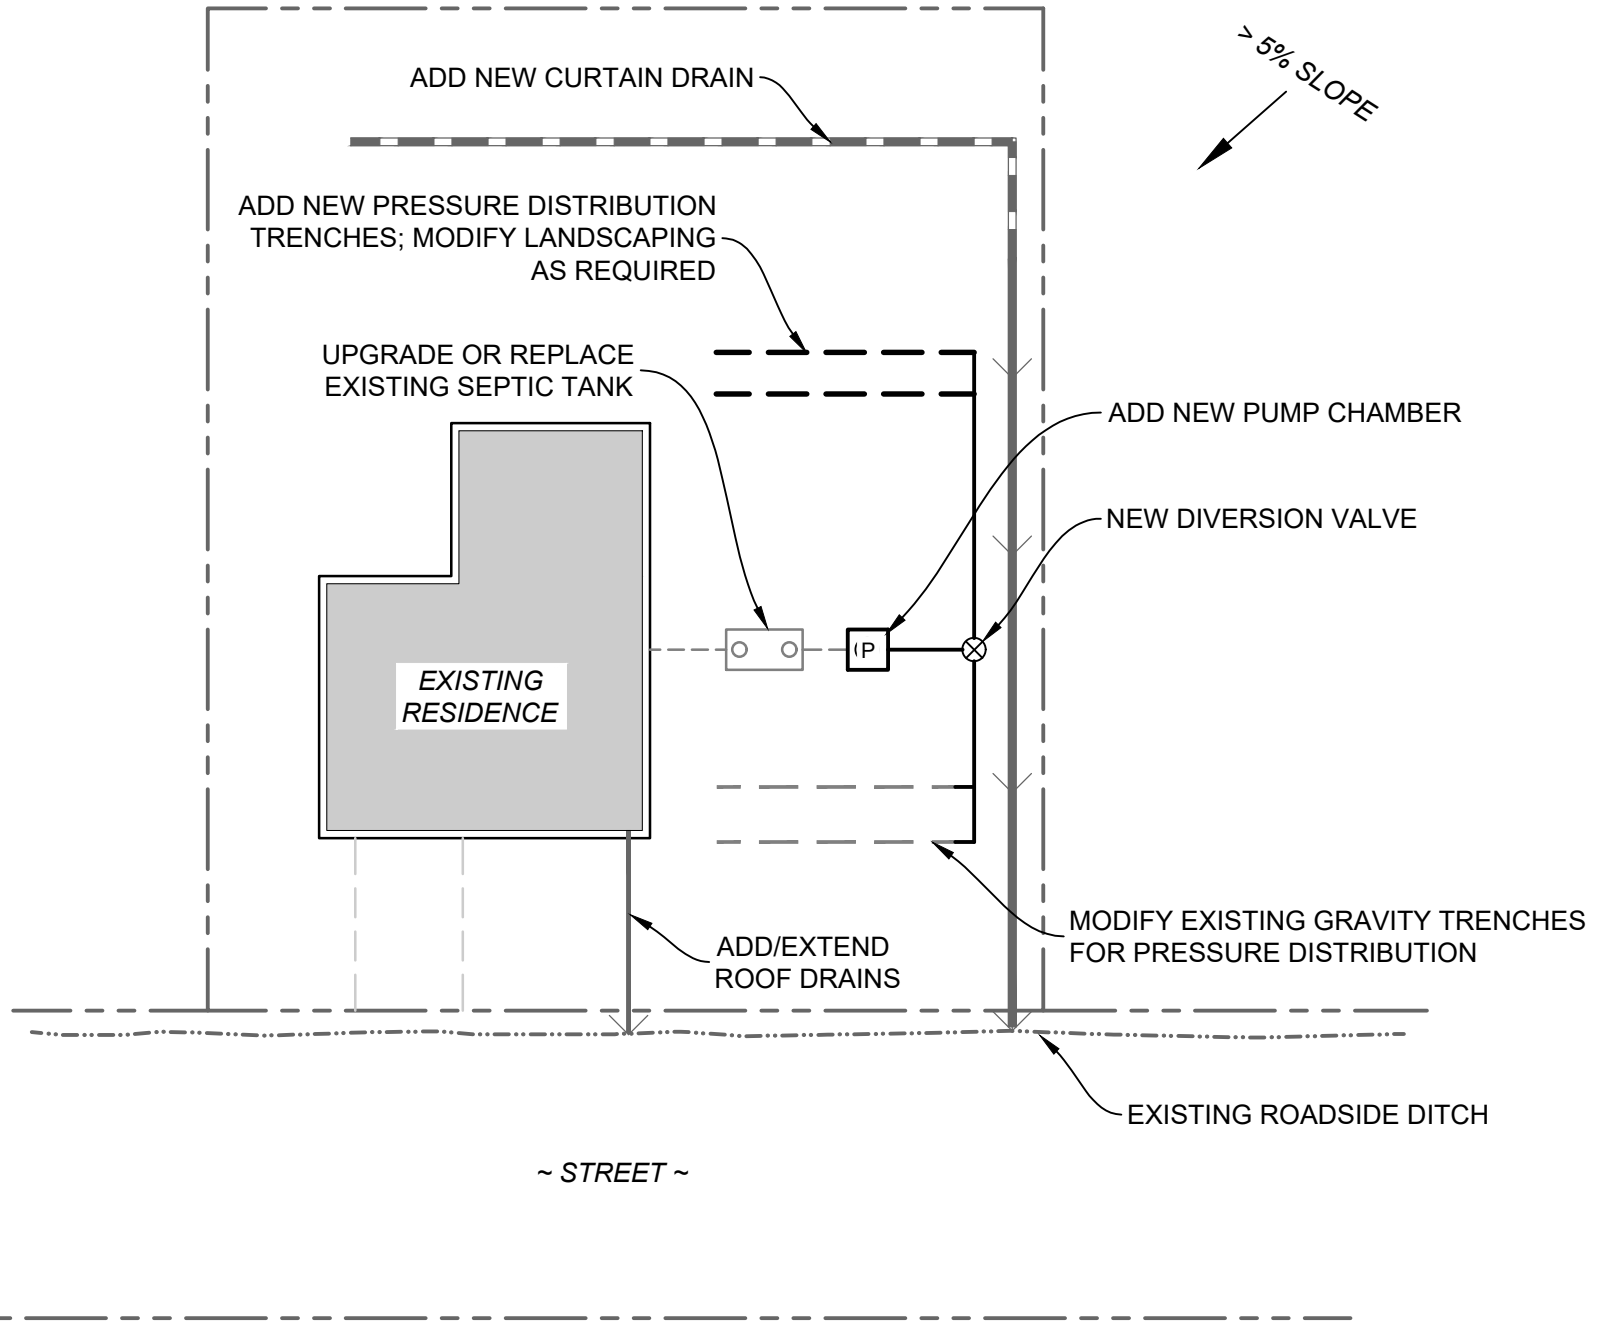 > 5% SLOPE
ADD NEW CURTAIN DRAIN
ADD NEW PRESSURE DISTRIBUTION
TRENCHES; MODIFY LANDSCAPING
AS REQUIRED
UPGRADE OR REPLACE
EXISTING SEPTIC TANK
ADD NEW PUMP CHAMBER
NEW DIVERSION VALVE
P
EXISTING
RESIDENCE
MODIFY EXISTING GRAVITY TRENCHES
FOR PRESSURE DISTRIBUTION
ADD/EXTEND
ROOF DRAINS
EXISTING ROADSIDE DITCH
~ STREET ~